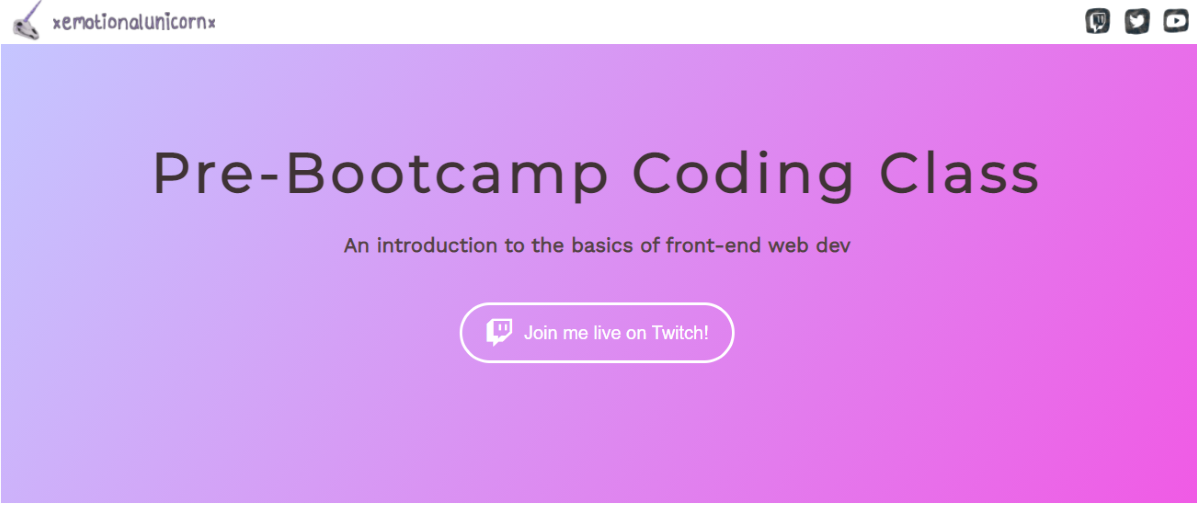 xemotionalunicornx
Pre-Bootcamp Coding Class
An introduction to the basics of front-end web dev
Join me live on Twitch!